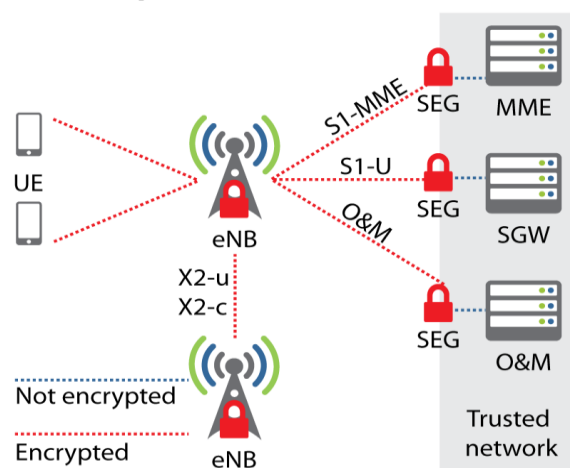 S1-MME
SEG
MME
UE
S1-U
SEG
SGW
eNB
O&M
X2-u
X2-c
SEG
O&M
Not encrypted
Encrypted
eNB
Trusted
network